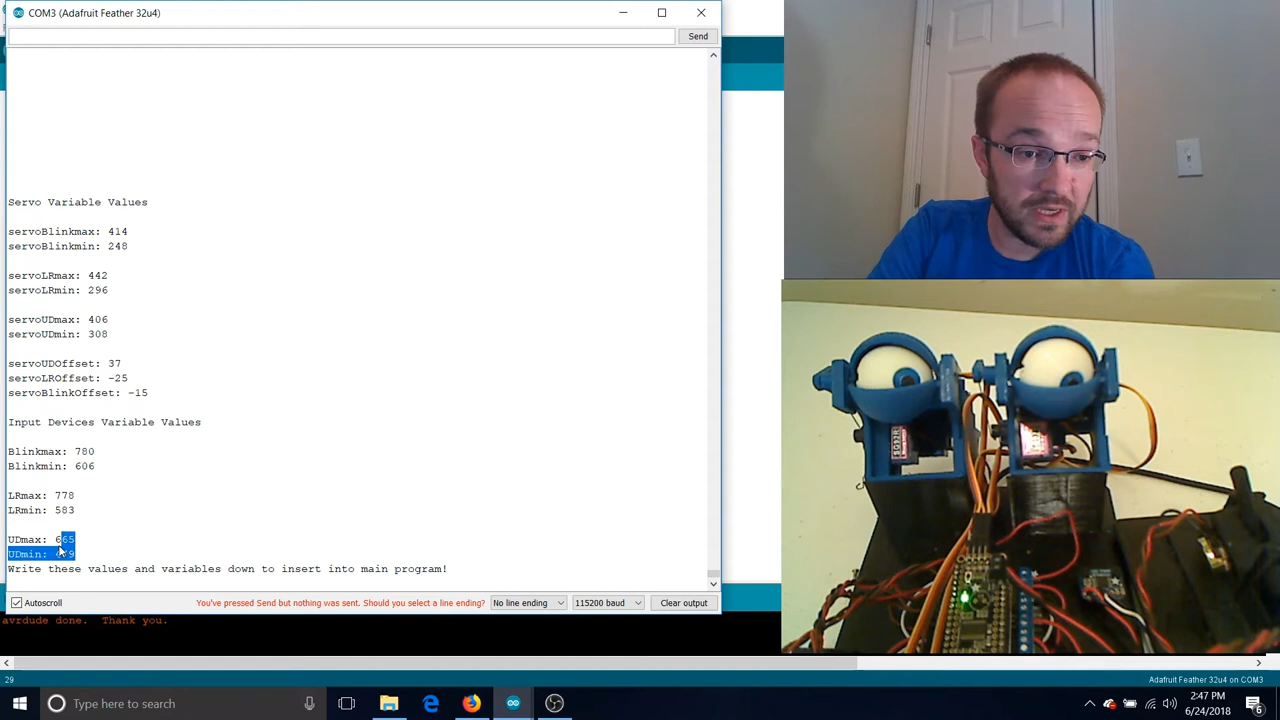 COM3 (Adafruit Feather 32u4)
Send
Servo Variable Values
servoBlinkmax: 414
servoBlinkmin: 248
servoLRmax: 442
servoLRmin: 296
servoUDmax: 406
servoUDmin: 308
servoUDOffset: 37
servoLROffset: -25
servoBlinkOffset: -15
Input Devices Variable Values
Blinkmax: 780
Blinkmin: 606
LRmax: 778
LRmin: 583
UDmax: 665
UDmin:
Write these values and variables down to insert into main program!
Autoscroll
You've pressed Send but nothing was sent. Should you select a line ending?
No line ending
115200 baud
Clear output
avrdude done. Thank you.
29
Adafruit Feather 32u4 on COM3
Type here to search
2:47 PM
6/24/2018
6
SG92R